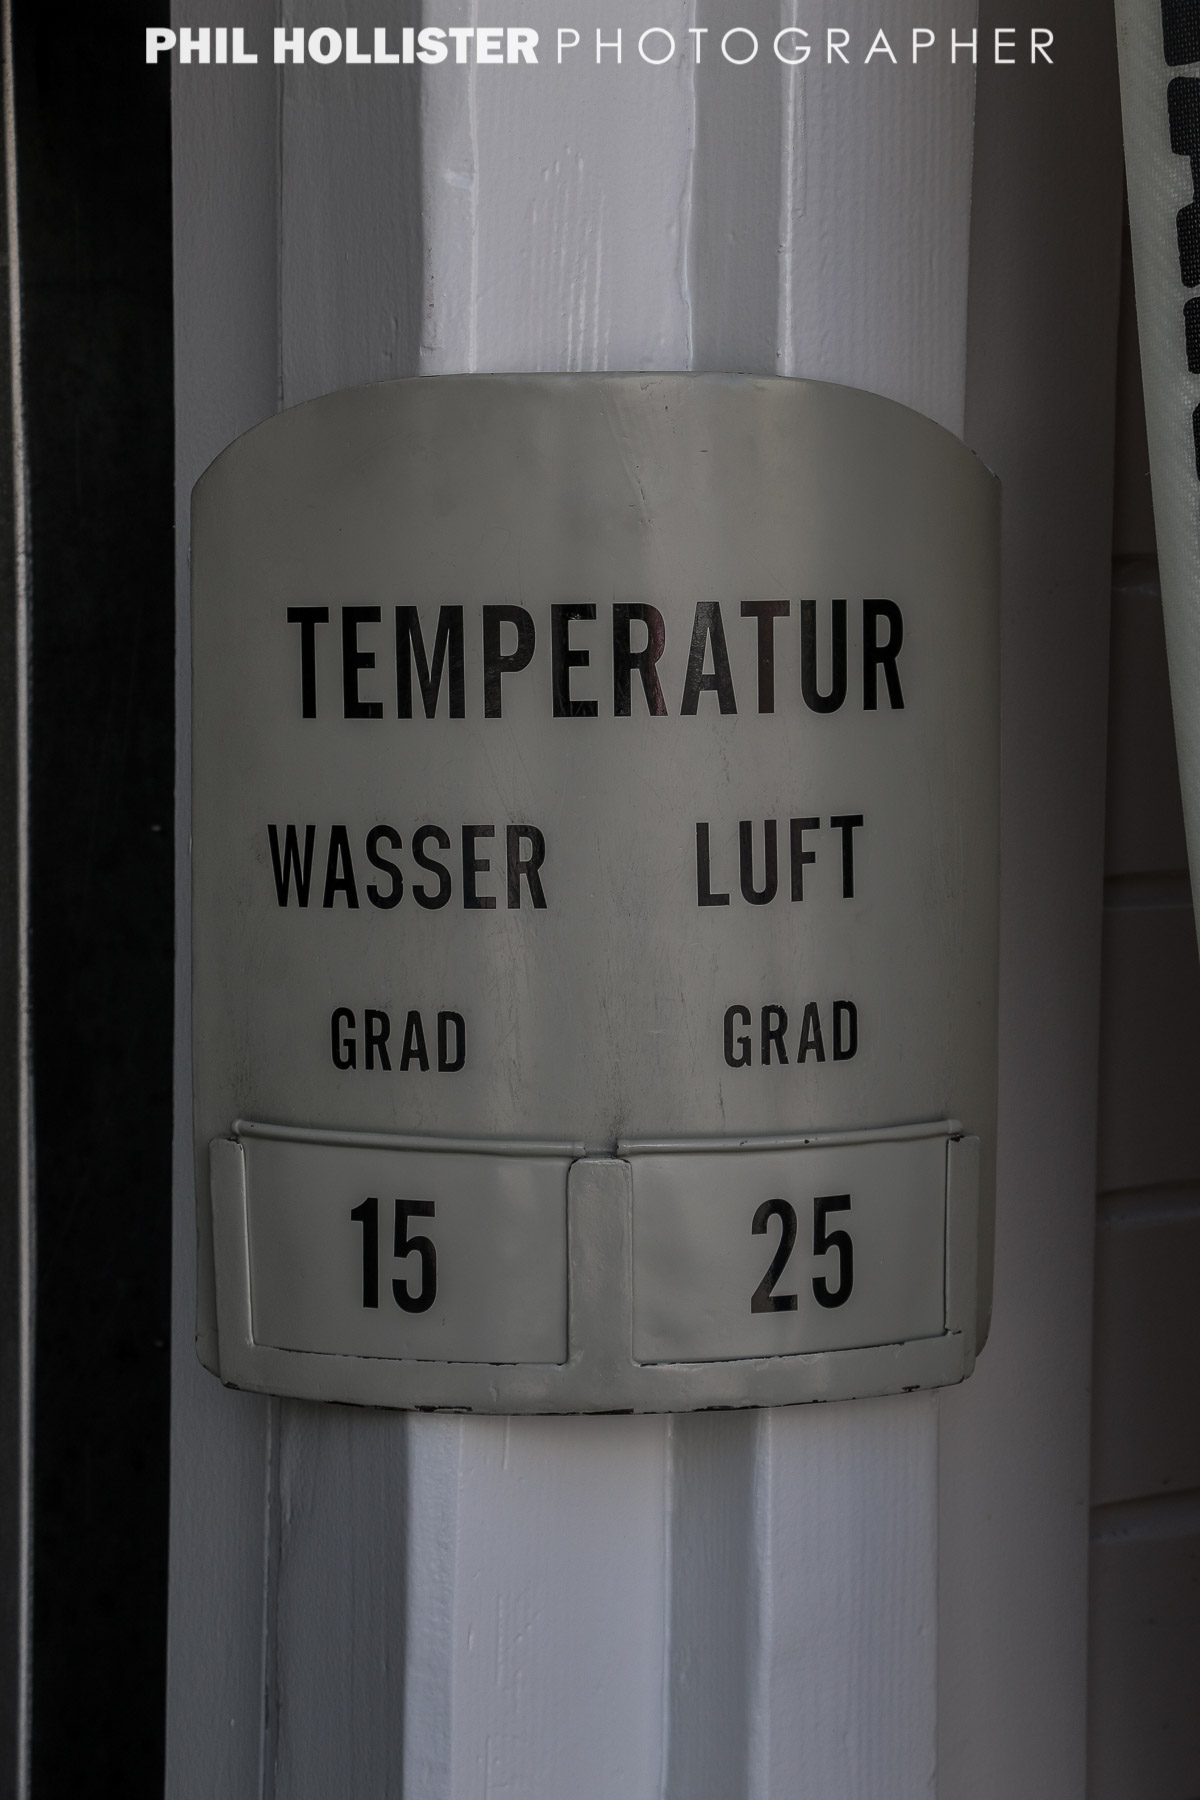 PHIL HOLLISTER PHOTOGRAPHER
TEMPERATUR
WASSER LUFT
GRAD GRAD
15 25